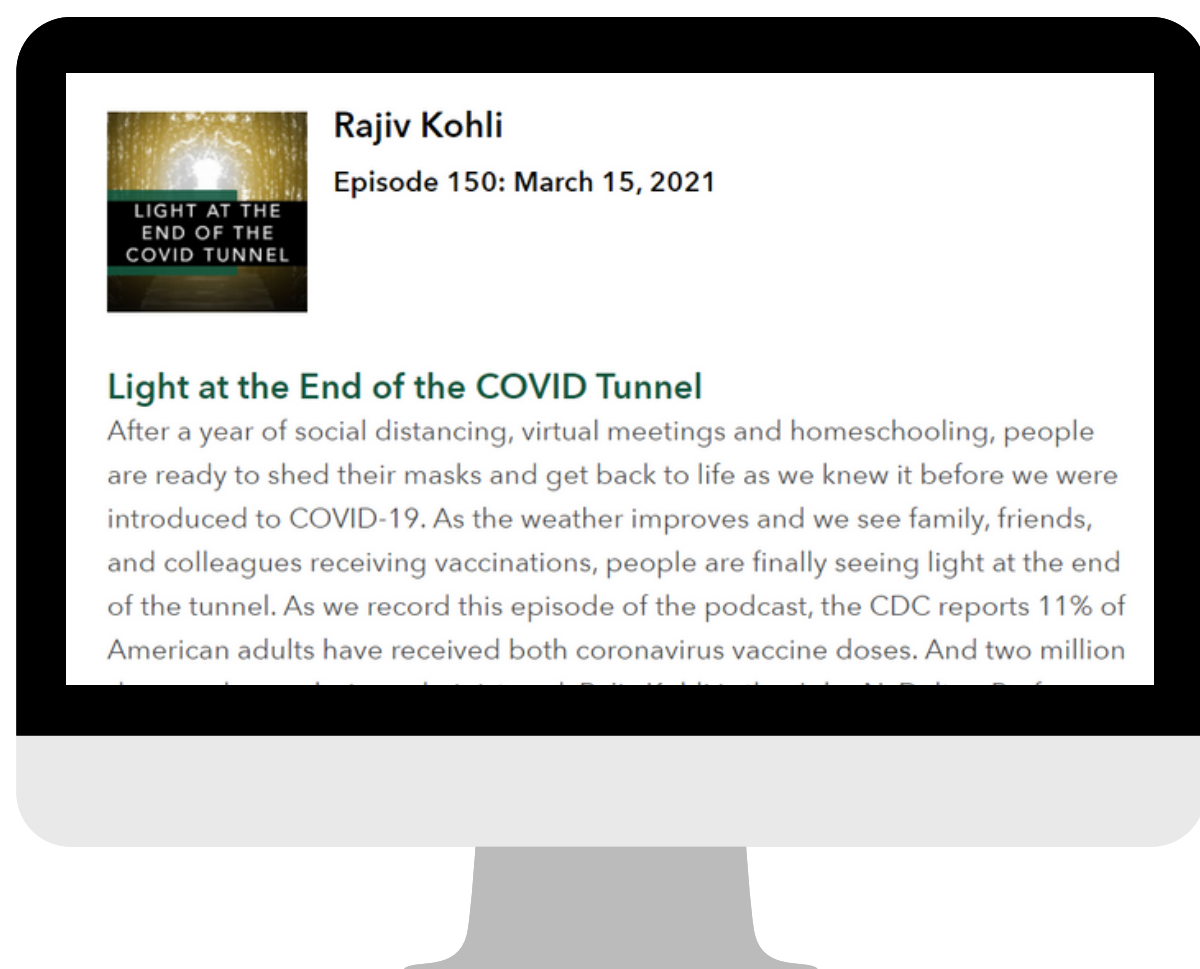 Rajiv Kohli
Episode 150: March 15, 2021
LIGHT AT THE
END OF THE
COVID TUNNEL
Light at the End of the COVID Tunnel
After a year of social distancing, virtual meetings and homeschooling, people
are ready to shed their masks and get back to life as we knew it before we were
introduced to COVID-19. As the weather improves and we see family, friends,
and colleagues receiving vaccinations, people are finally seeing light at the end
of the tunnel. As we record this episode of the podcast, the CDC reports 11% of
American adults have received both coronavirus vaccine doses. And two million